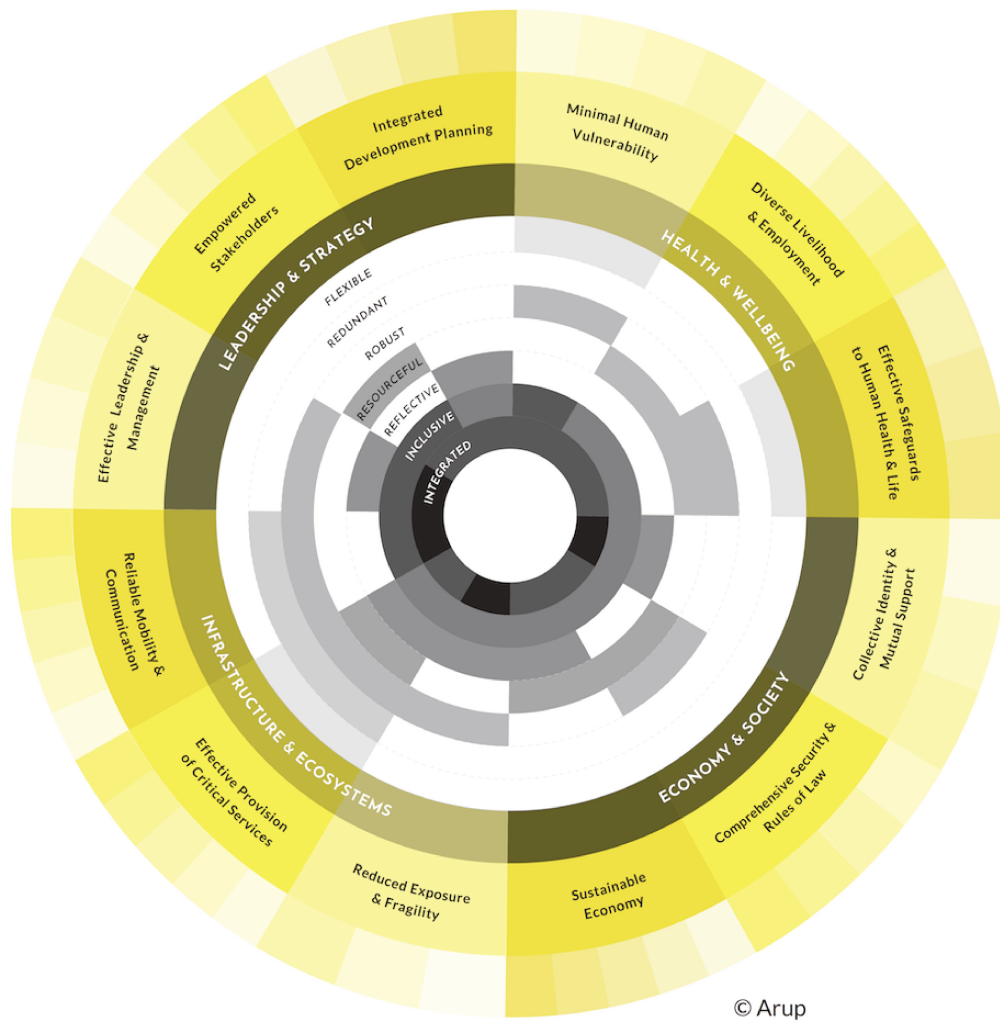 Integrated
Development Planning
Minimal Human
Vulnerability
Empowered
Stakeholders
Diverse Livelihood
& Employment
LEADERSHIP & STRATEGY
HEALTH & WELLBEING
FLEXIBLE
REDUNDANT
ROBUST
RESOURCEFUL
REFLECTIVE
INCLUSIVE
INTEGRATED
Effective Leadership &
Management
Effective Safeguards
to Human Health & Life
Reliable Mobility &
Communication
Collective Identity &
Mutual Support
INFRASTRUCTURE & ECOSYSTEMS
ECONOMY & SOCIETY
Effective Provision
of Critical Services
Comprehensive Security &
Rules of Law
Reduced Exposure
& Fragility
Sustainable
Economy
© Arup